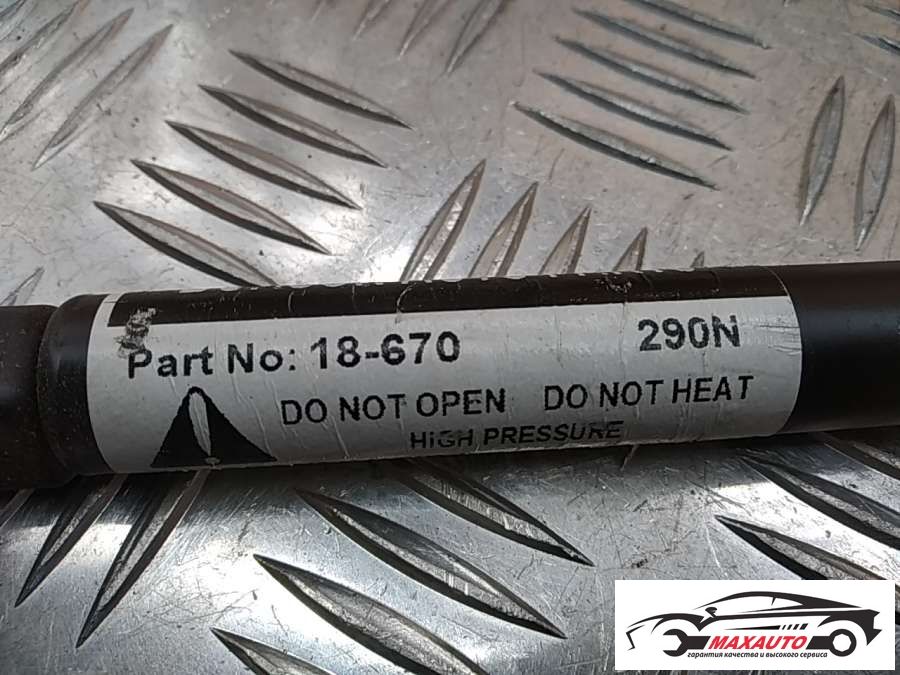 Part No: 18-670 290N
DO NOT OPEN DO NOT HEAT
HIGH PRESSURE
MAXAUTO
гарантия качества и высокого сервиса